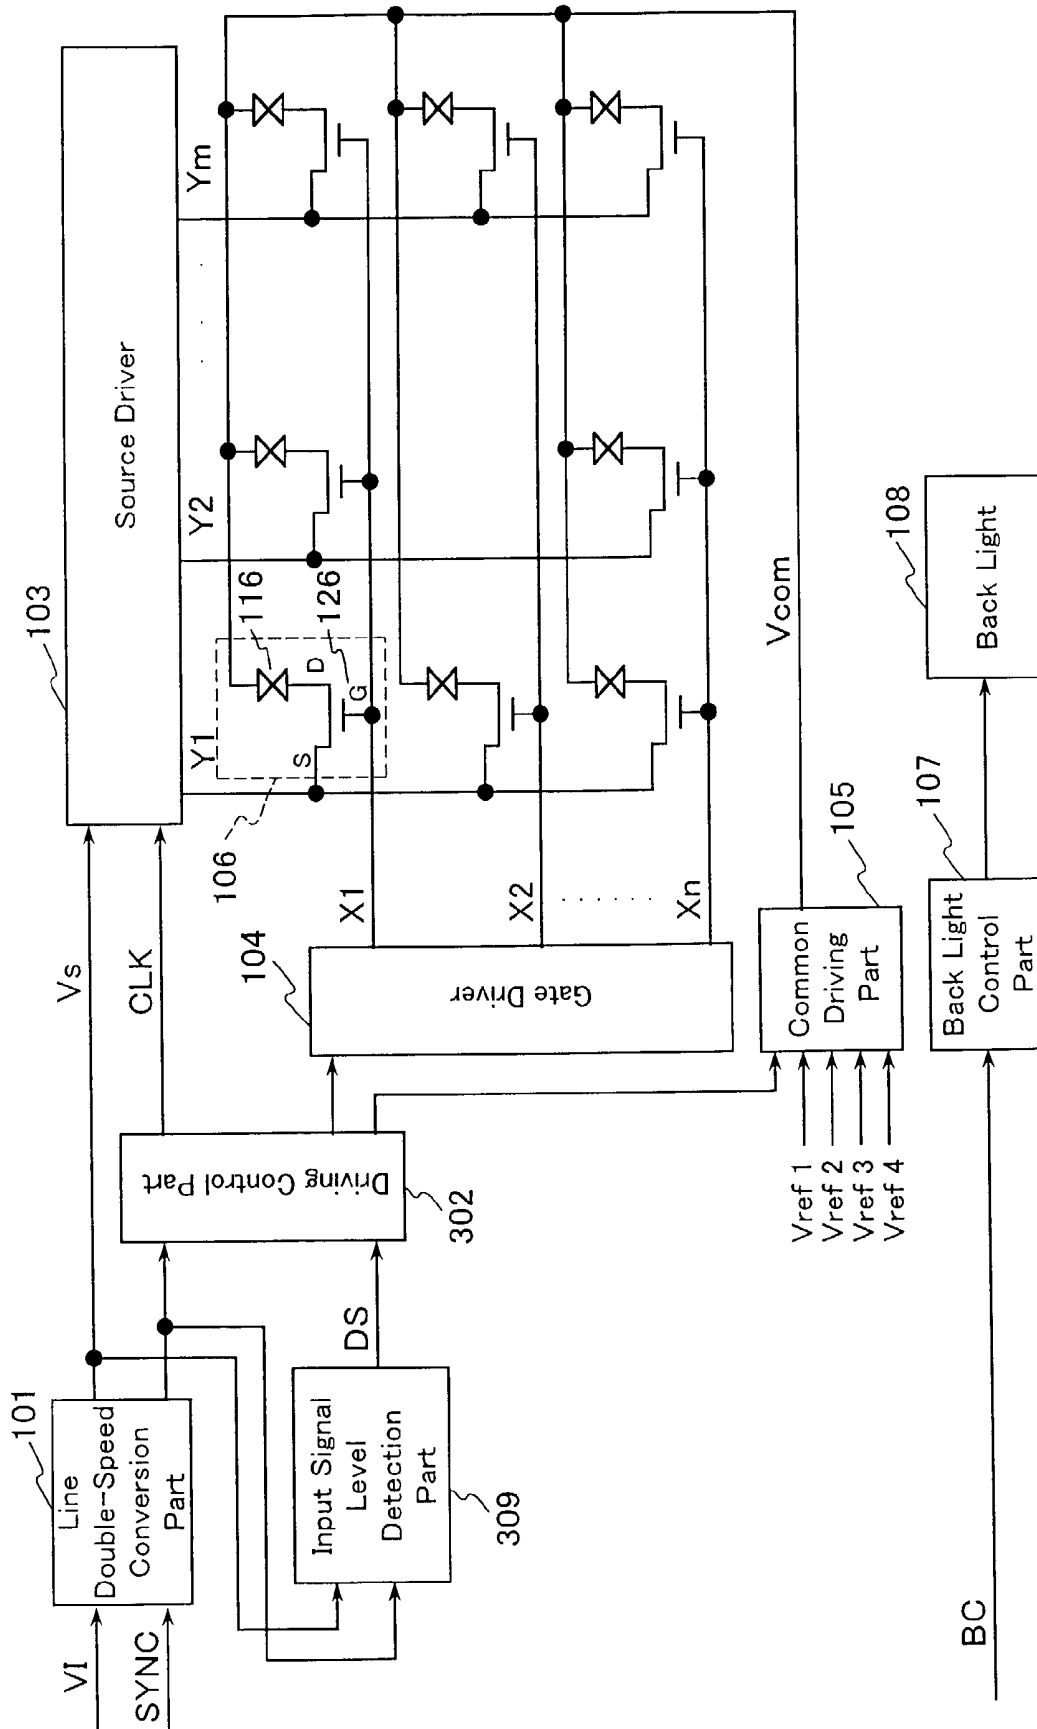 VI
SYNC
101
Line
Double-Speed
Conversion
Part
Vs
CLK
103
Source Driver
Input Signal
Level
Detection
Part
309
DS
Driving Control Part
302
104
Gate Driver
X1
X2
. . . . . .
Xn
106
Y1
Y2
. . . .
Ym
S
D
G
116
126
Vref 1
Vref 2
Vref 3
Vref 4
Common
Driving
Part
105
Vcom
BC
Back Light
Control
Part
107
Back Light
108